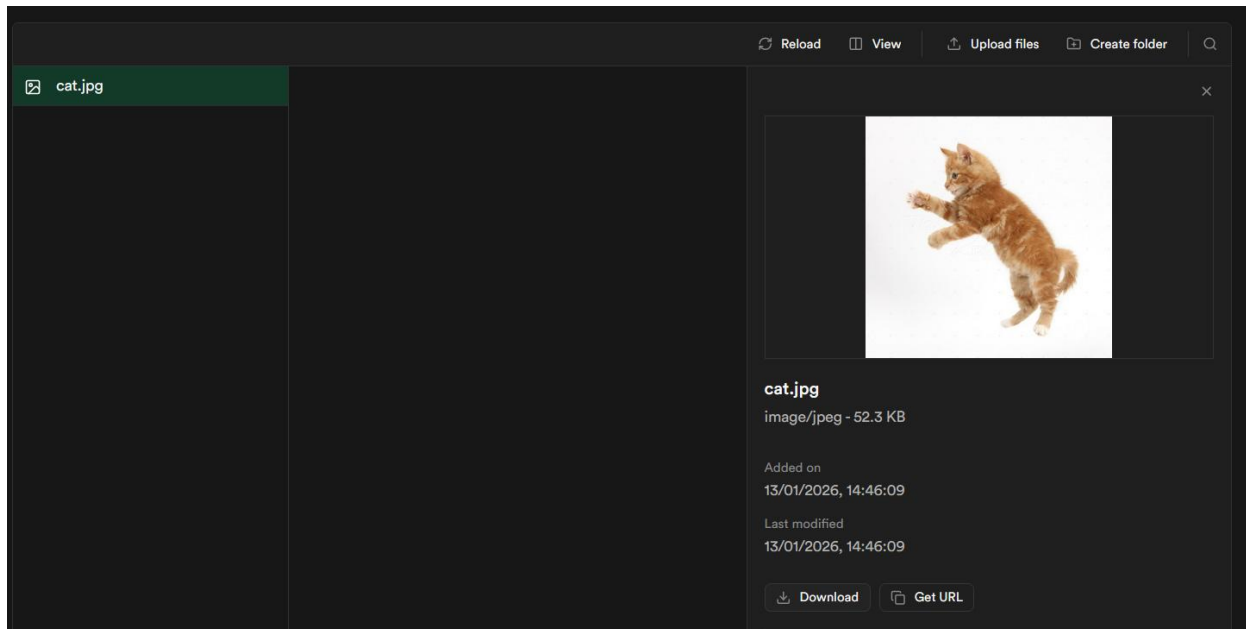 Reload View Upload files Create folder
cat.jpg
cat.jpg
image/jpeg - 52.3 KB
Added on
13/01/2026, 14:46:09
Last modified
13/01/2026, 14:46:09
Download Get URL